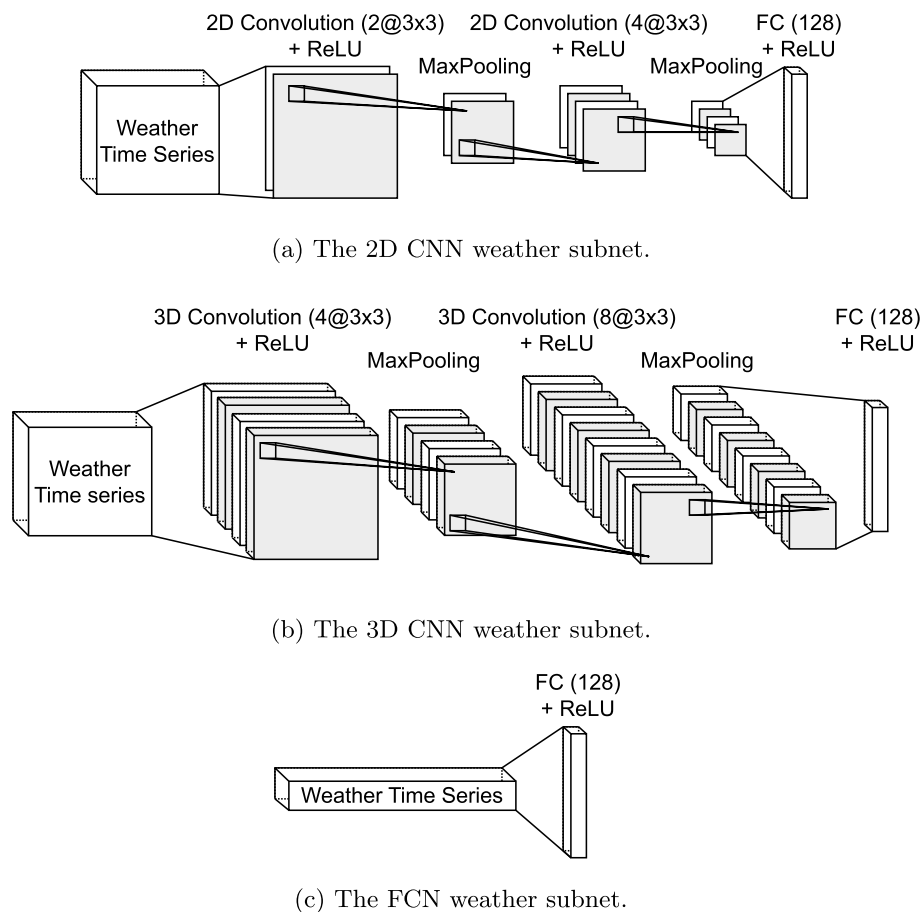 2D Convolution (2@3x3)
+ ReLU
MaxPooling
2D Convolution (4@3x3)
+ ReLU
MaxPooling
FC (128)
+ ReLU
Weather
Time Series
(a) The 2D CNN weather subnet.
3D Convolution (4@3x3)
+ ReLU
MaxPooling
3D Convolution (8@3x3)
+ ReLU
MaxPooling
FC (128)
+ ReLU
Weather
Time series
(b) The 3D CNN weather subnet.
FC (128)
+ ReLU
Weather Time Series
(c) The FCN weather subnet.